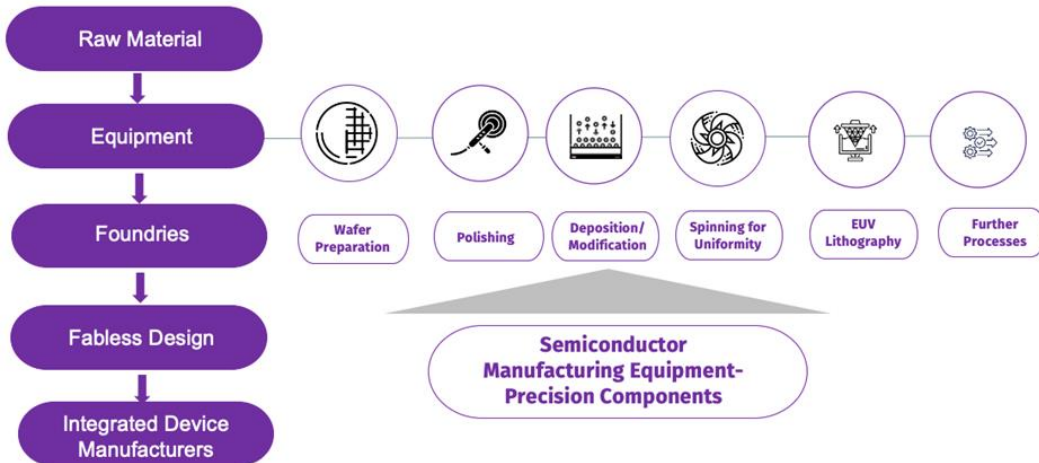 Raw Material
Equipment
Foundries
Fabless Design
Integrated Device
Manufacturers
Wafer
Preparation
Polishing
Deposition/
Modification
Spinning for
Uniformity
EUV
Lithography
Further
Processes
Semiconductor
Manufacturing Equipment-
Precision Components